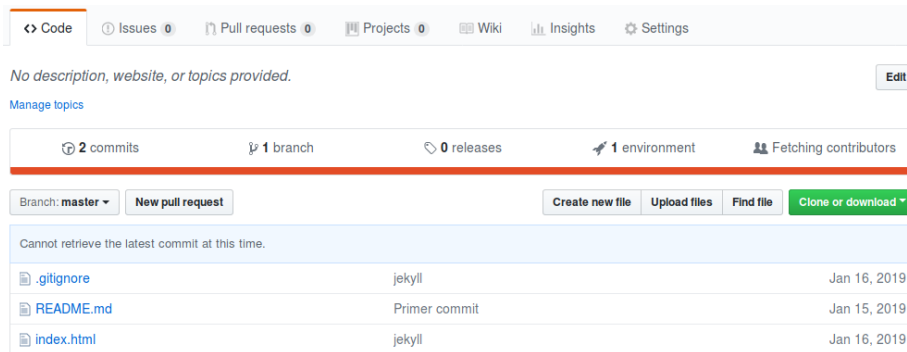 Code Issues 0 Pull requests 0 Projects 0 Wiki Insights Settings
No description, website, or topics provided. Edit
Manage topics
2 commits 1 branch 0 releases 1 environment Fetching contributors
Branch: master New pull request Create new file Upload files Find file Clone or download
Cannot retrieve the latest commit at this time.
.gitignore jekyll Jan 16, 2019
README.md Primer commit Jan 15, 2019
index.html jekyll Jan 16, 2019